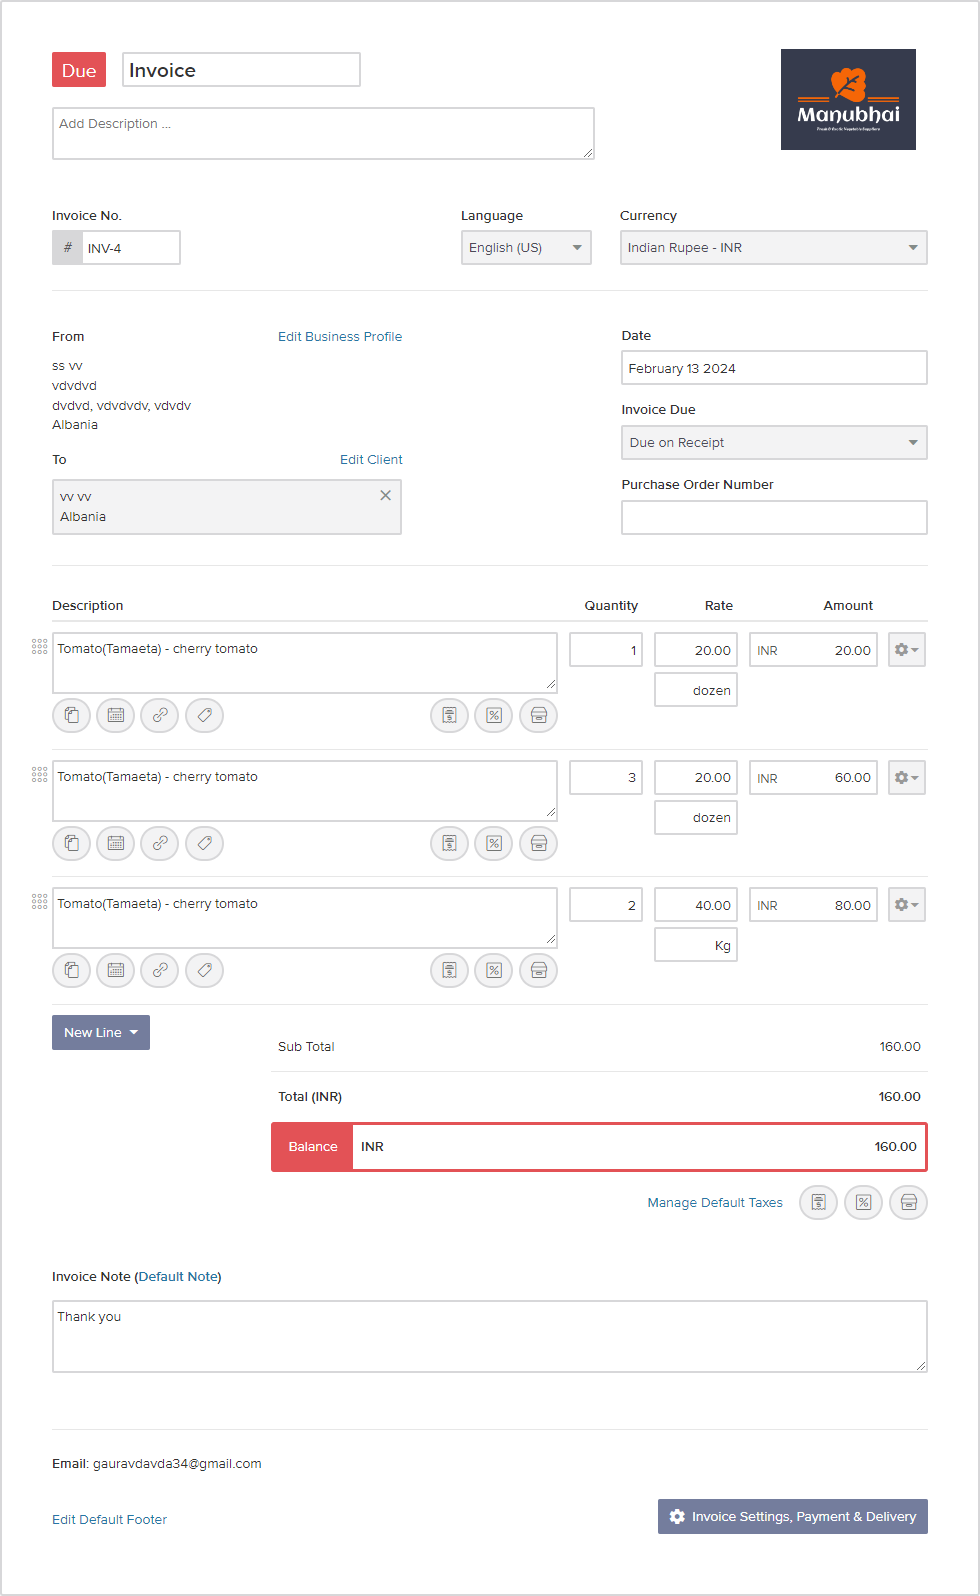 Due Invoice
Manubhai
Fresh & Exotic Vegetable Suppliers
Add Description ...
Invoice No. Language Currency
# INV-4 English (US) Indian Rupee - INR
From Edit Business Profile
ss vv
vdvdvd
dvdvd, vdvdvdv, vdvdv
Albania
To Edit Client
vv vv
Albania
Date
February 13 2024
Invoice Due
Due on Receipt
Purchase Order Number
Description Quantity Rate Amount
Tomato(Tamaeta) - cherry tomato 1 20.00 INR 20.00
dozen
Tomato(Tamaeta) - cherry tomato 3 20.00 INR 60.00
dozen
Tomato(Tamaeta) - cherry tomato 2 40.00 INR 80.00
Kg
New Line
Sub Total 160.00
Total (INR) 160.00
Balance INR 160.00
Manage Default Taxes
Invoice Note (Default Note)
Thank you
Email: gauravdavda34@gmail.com
Edit Default Footer
Invoice Settings, Payment & Delivery